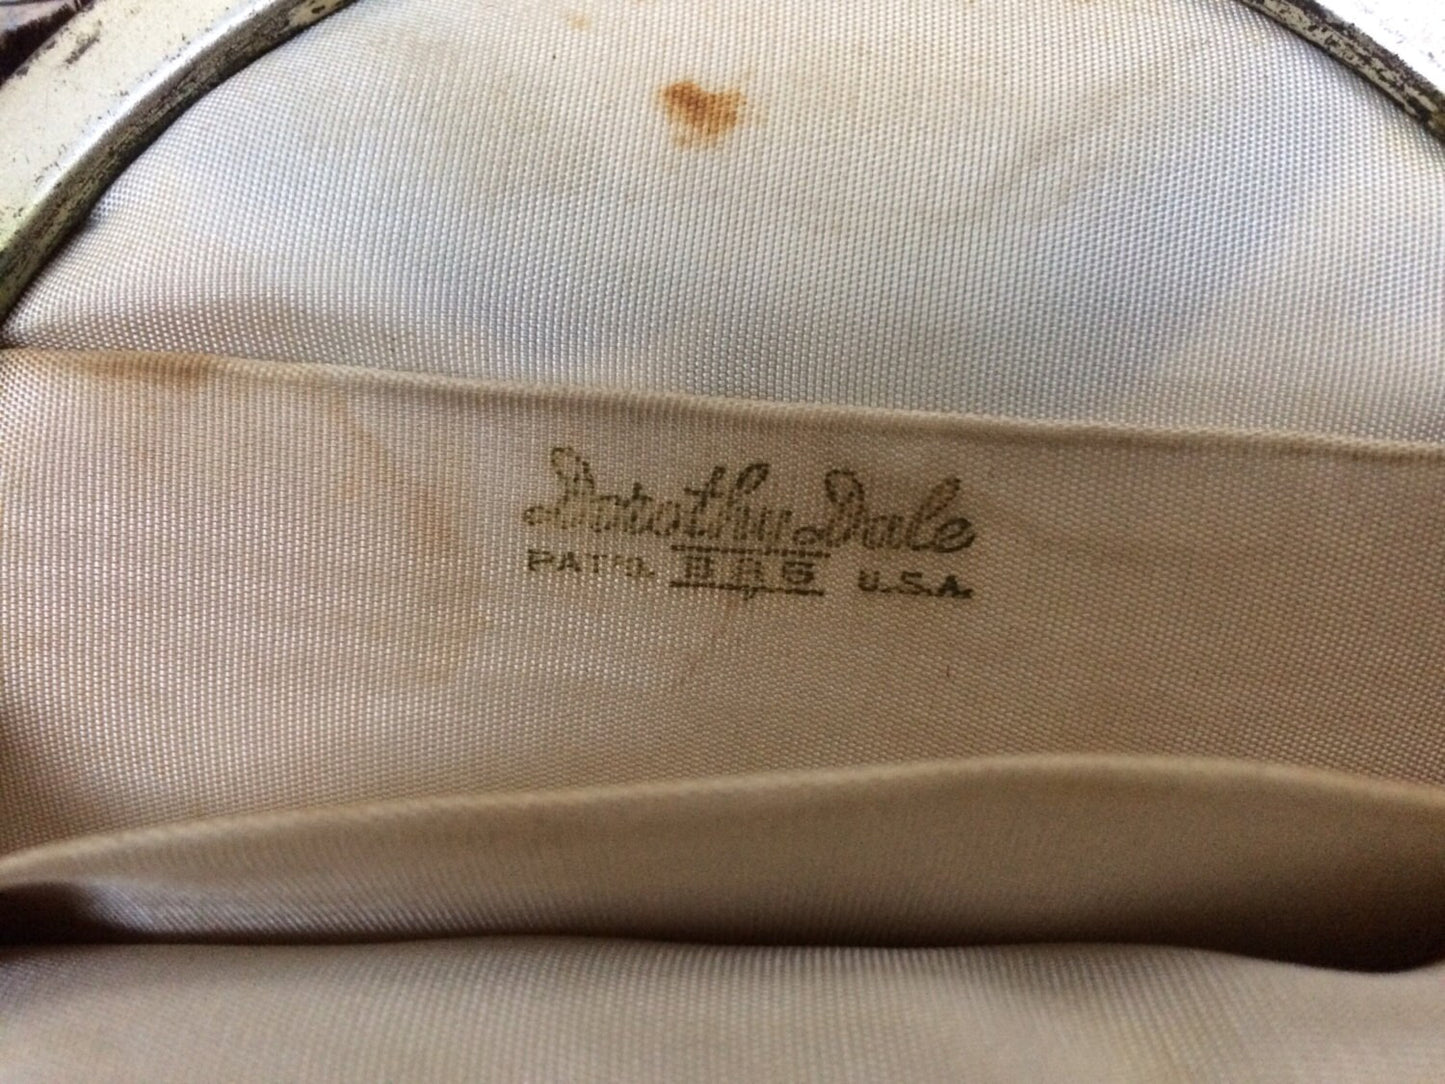 Dorothy Dale
PAT'D. U.S.A.